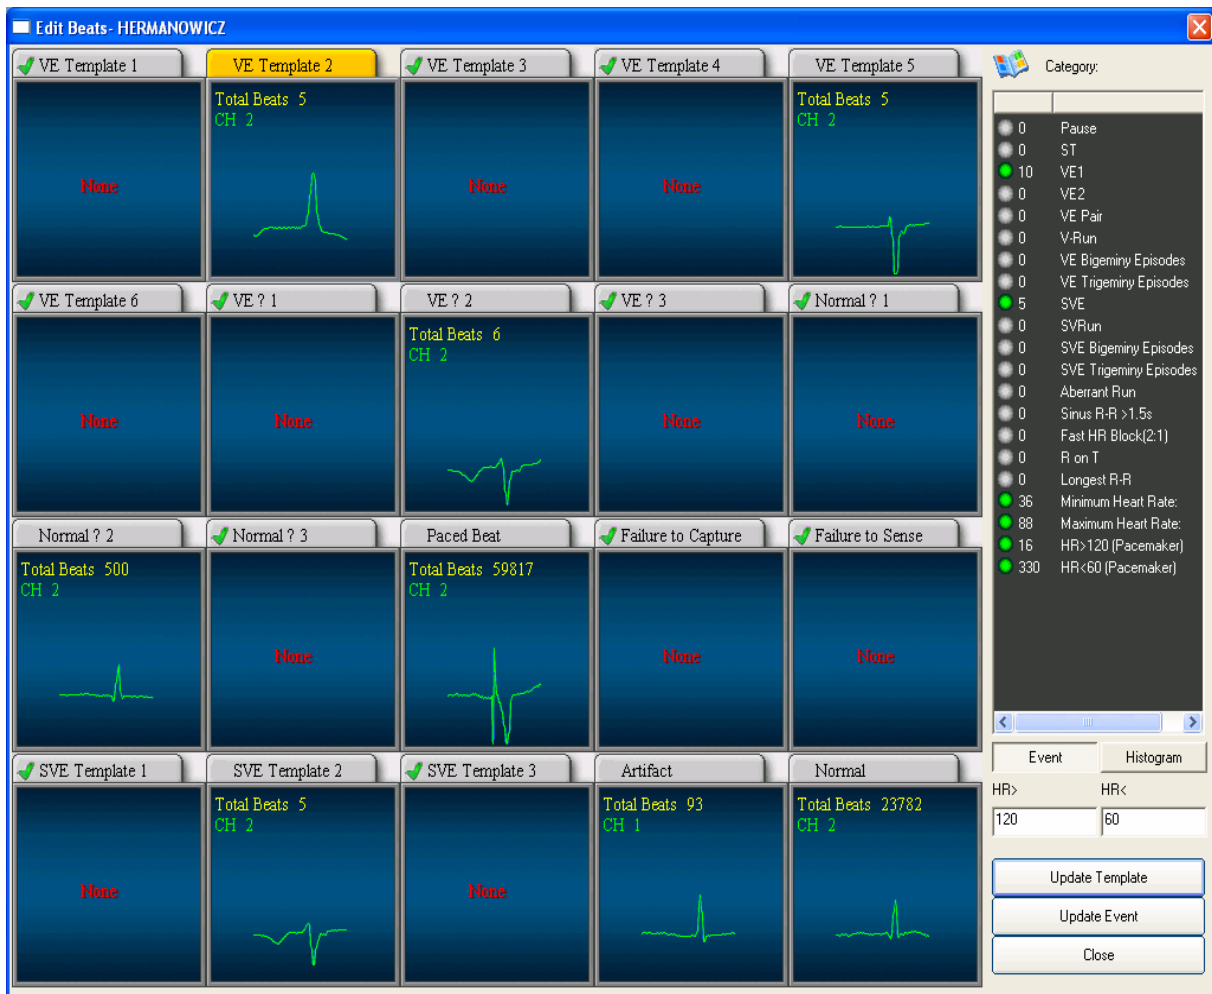 Edit Beats- HERMANOWICZ
VE Template 1
VE Template 2
VE Template 3
VE Template 4
VE Template 5
None
Total Beats 5
CH 2
None
None
Total Beats 5
CH 2
VE Template 6
VE ? 1
VE ? 2
VE ? 3
Normal ? 1
None
None
Total Beats 6
CH 2
None
None
Normal ? 2
Normal ? 3
Paced Beat
Failure to Capture
Failure to Sense
Total Beats 500
CH 2
None
Total Beats 59817
CH 2
None
None
SVE Template 1
SVE Template 2
SVE Template 3
Artifact
Normal
None
Total Beats 5
CH 2
None
Total Beats 93
CH 1
Total Beats 23782
CH 2
Category:
0 Pause
0 ST
10 VE1
0 VE2
0 VE Pair
0 V-Run
0 VE Bigeminy Episodes
0 VE Trigeminy Episodes
5 SVE
0 SVRun
0 SVE Bigeminy Episodes
0 SVE Trigeminy Episodes
0 Aberrant Run
0 Sinus R-R >1.5s
0 Fast HR Block(2:1)
0 R on T
0 Longest R-R
36 Minimum Heart Rate:
88 Maximum Heart Rate:
16 HR>120 (Pacemaker)
330 HR<60 (Pacemaker)
Event
Histogram
HR>
HR<
120
60
Update Template
Update Event
Close